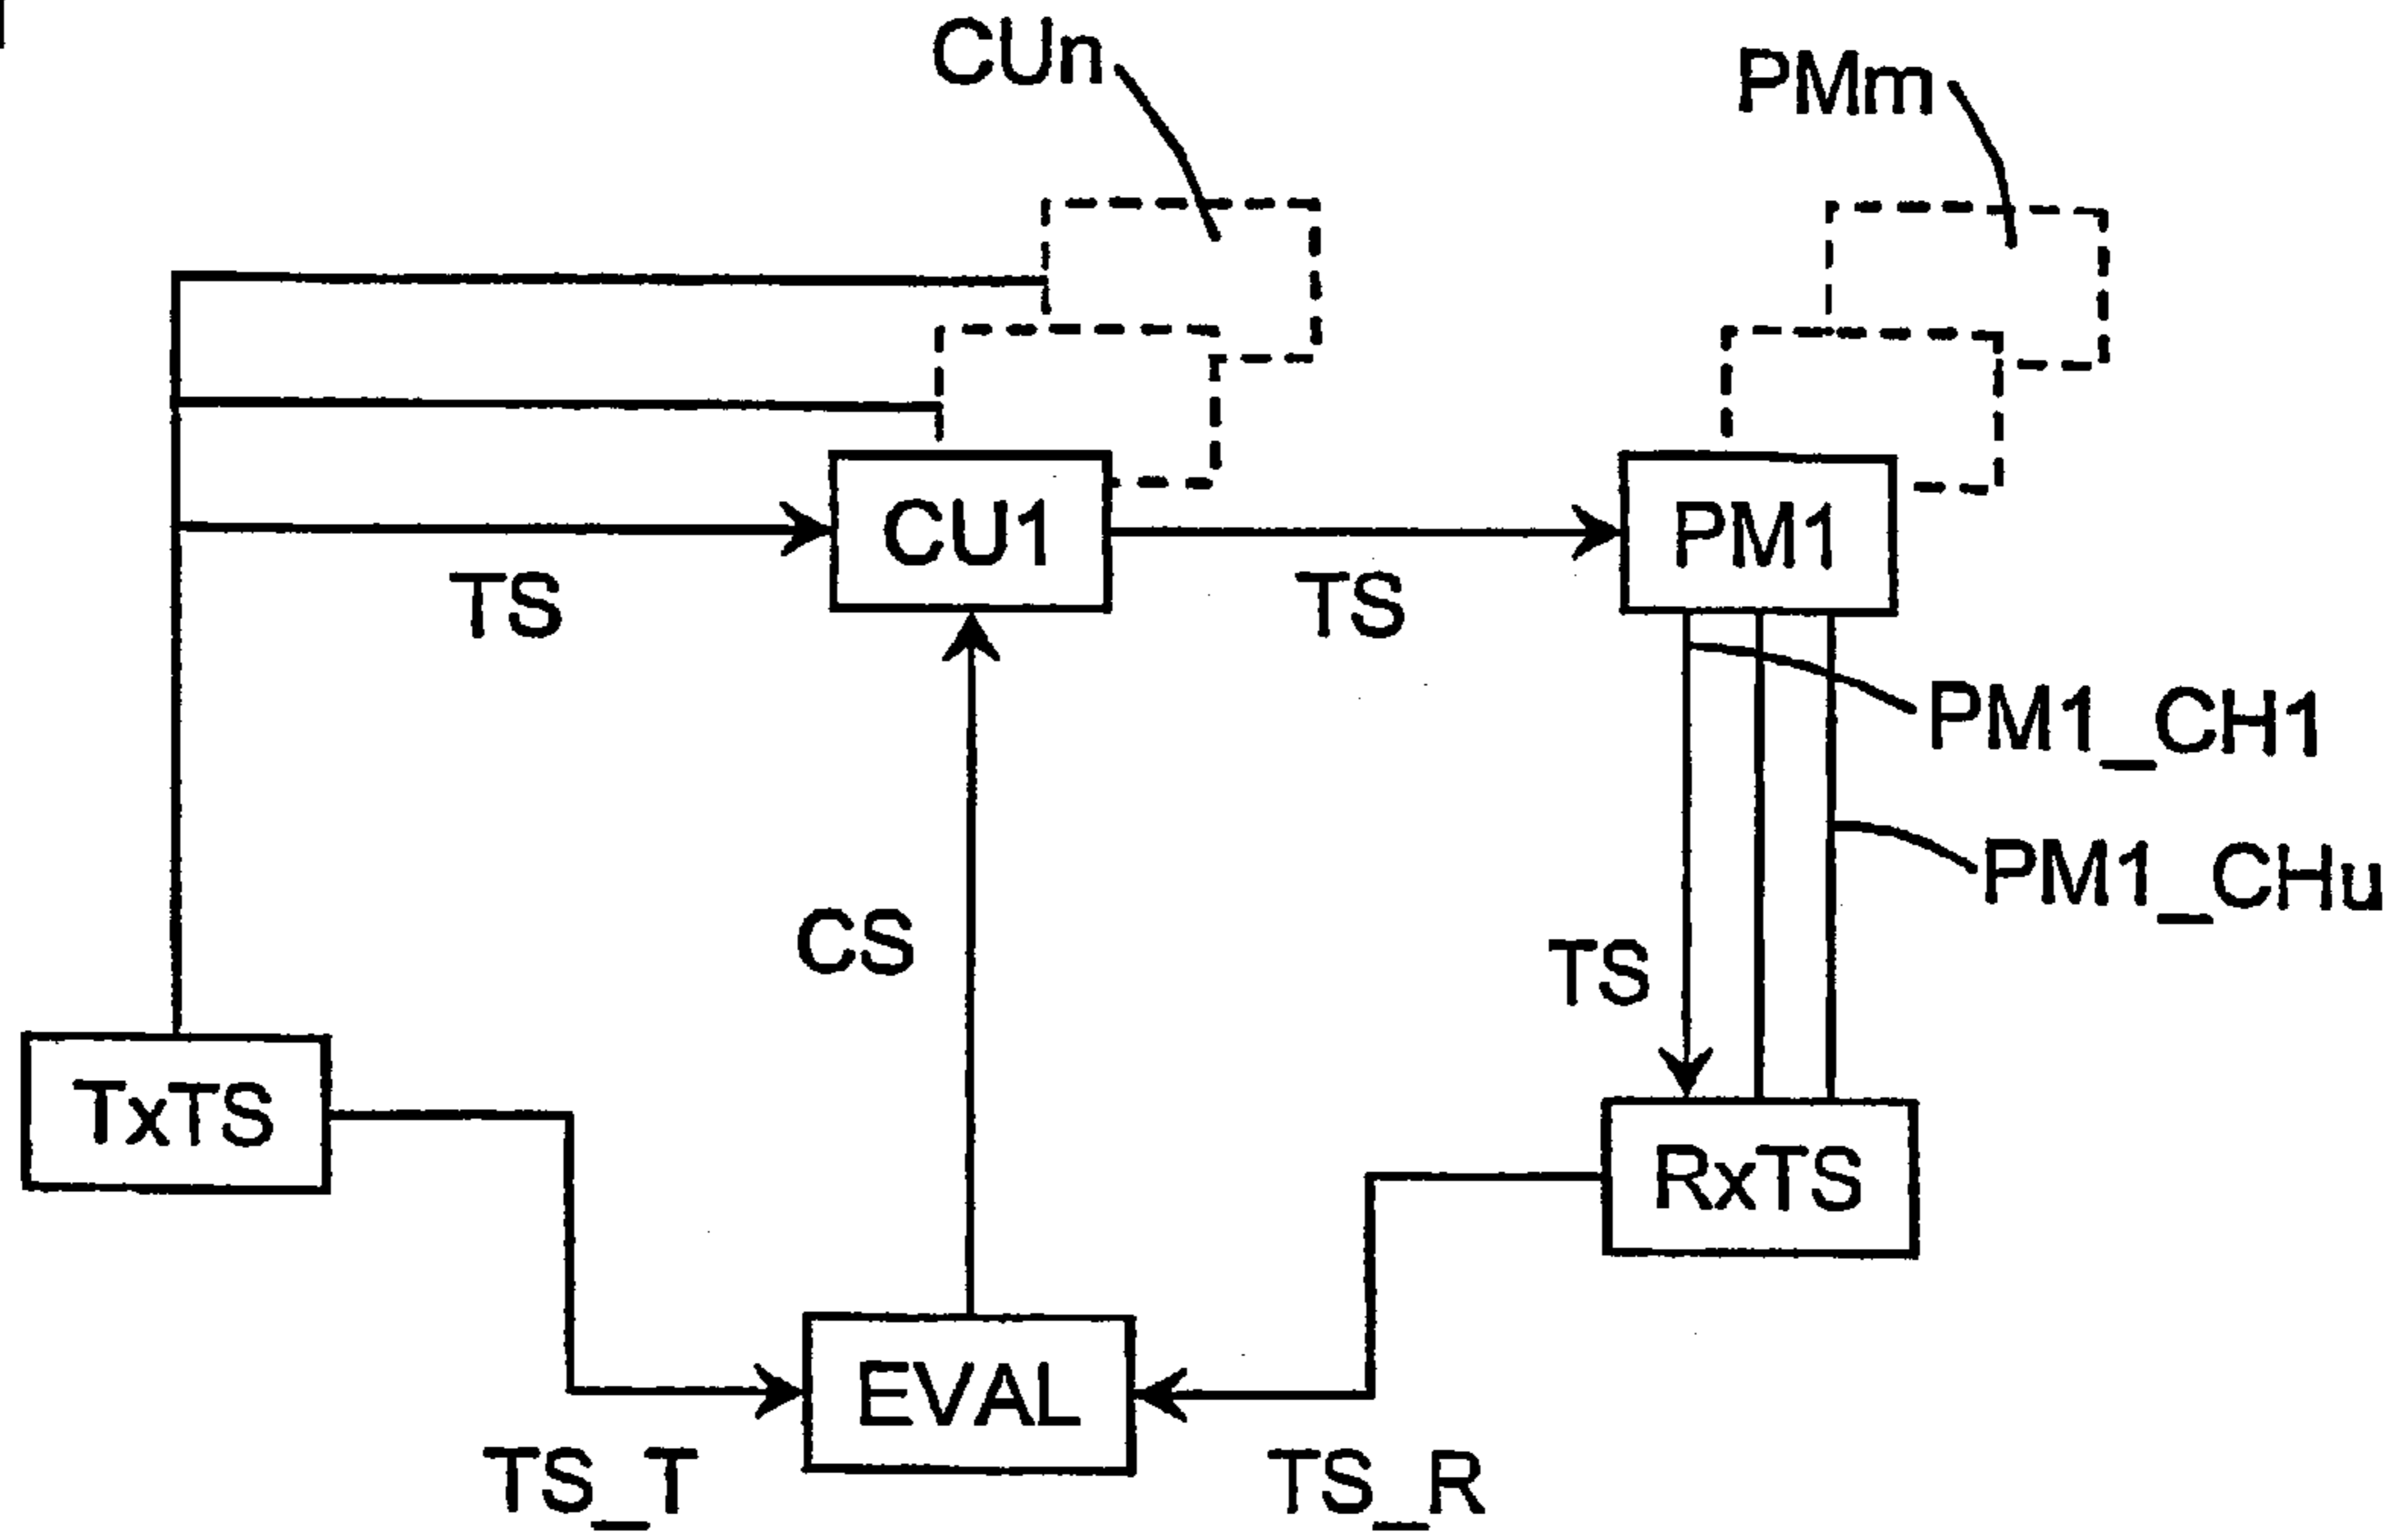 CUn
PMm
CU1
PM1
TS
TS
PM1_CH1
PM1_CHu
CS
TS
TxTS
RxTS
EVAL
TS_T
TS_R